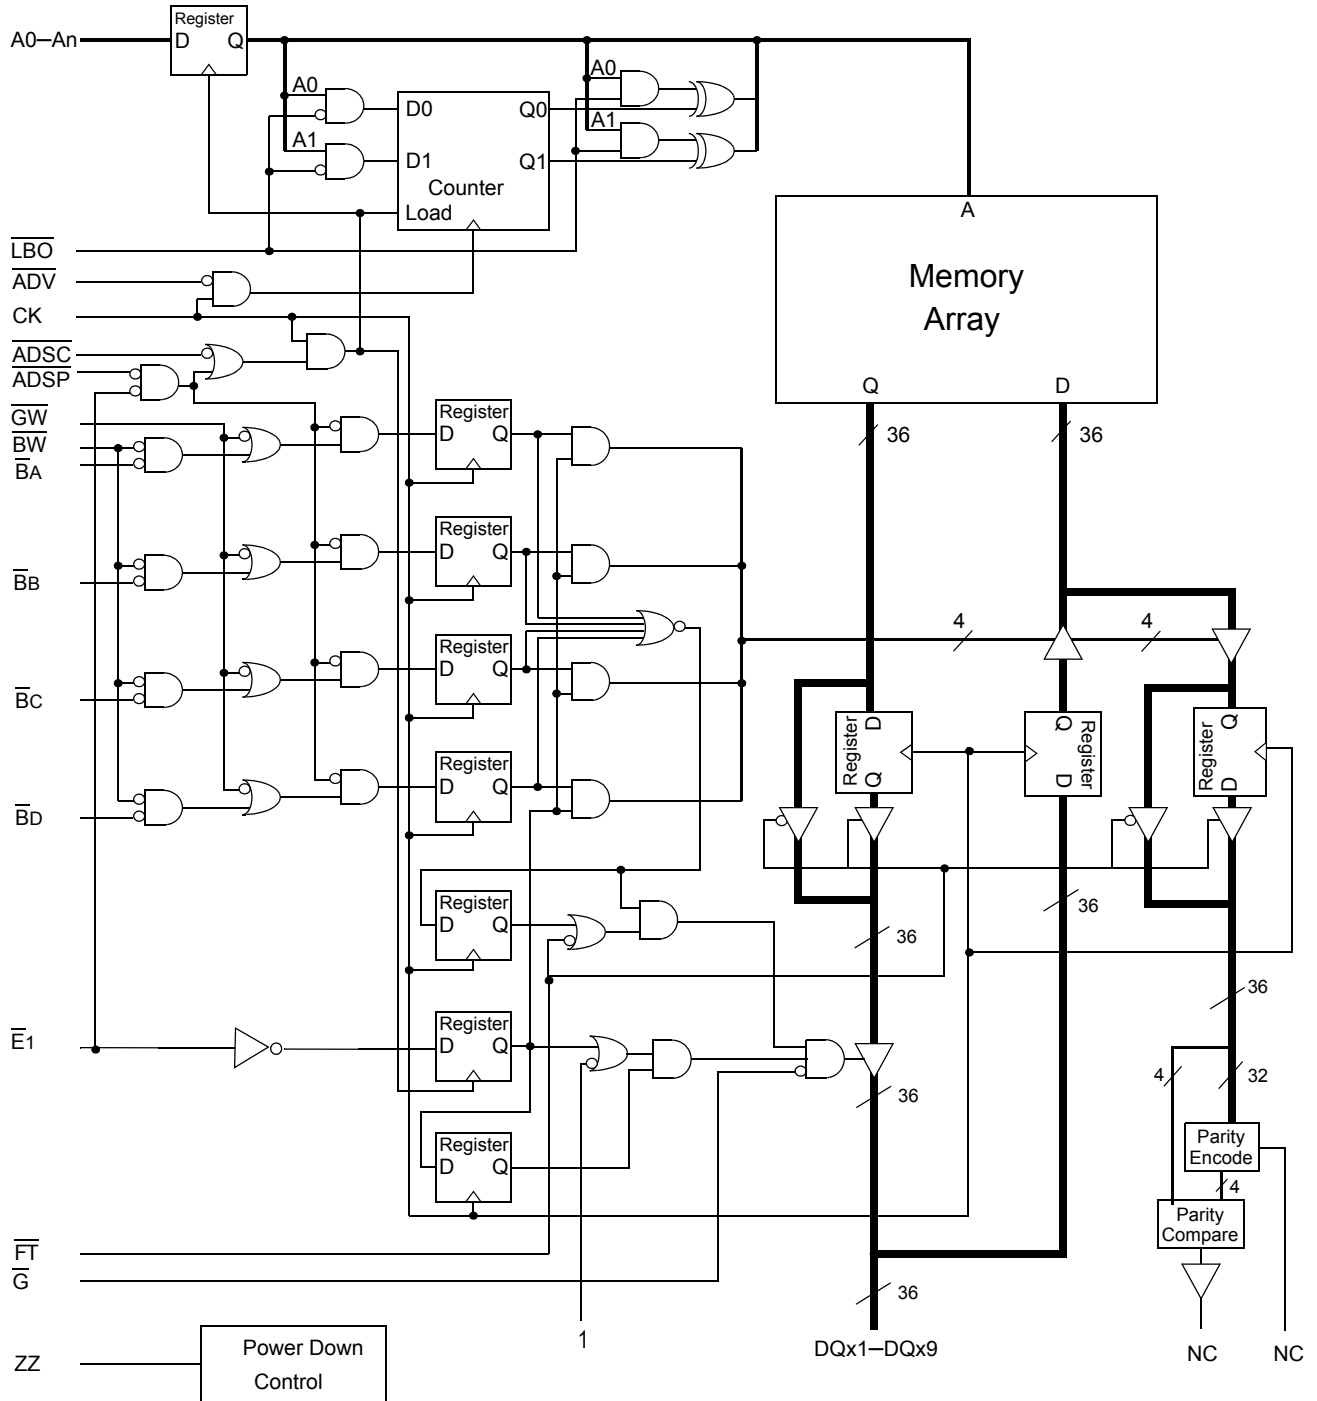 Register
A0–An
D Q
A0
A1
D0 Q0
D1 Q1
Counter
Load
A0
A1
A
Memory
Array
Q D
36 36
LBO
ADV
CK
ADSC
ADSP
GW
BW
BA
BB
BC
BD
Register
D Q
Register
D Q
Register
D Q
Register
D Q
4 4
Register
D
Q
Register
Q
D
Register
Q
D
Register
D Q
36
36
36
E1
Register
D Q
36
4 32
Register
D Q
Parity
Encode
4
Parity
Compare
FT
G
36
1
DQx1–DQx9
NC NC
ZZ
Power Down
Control